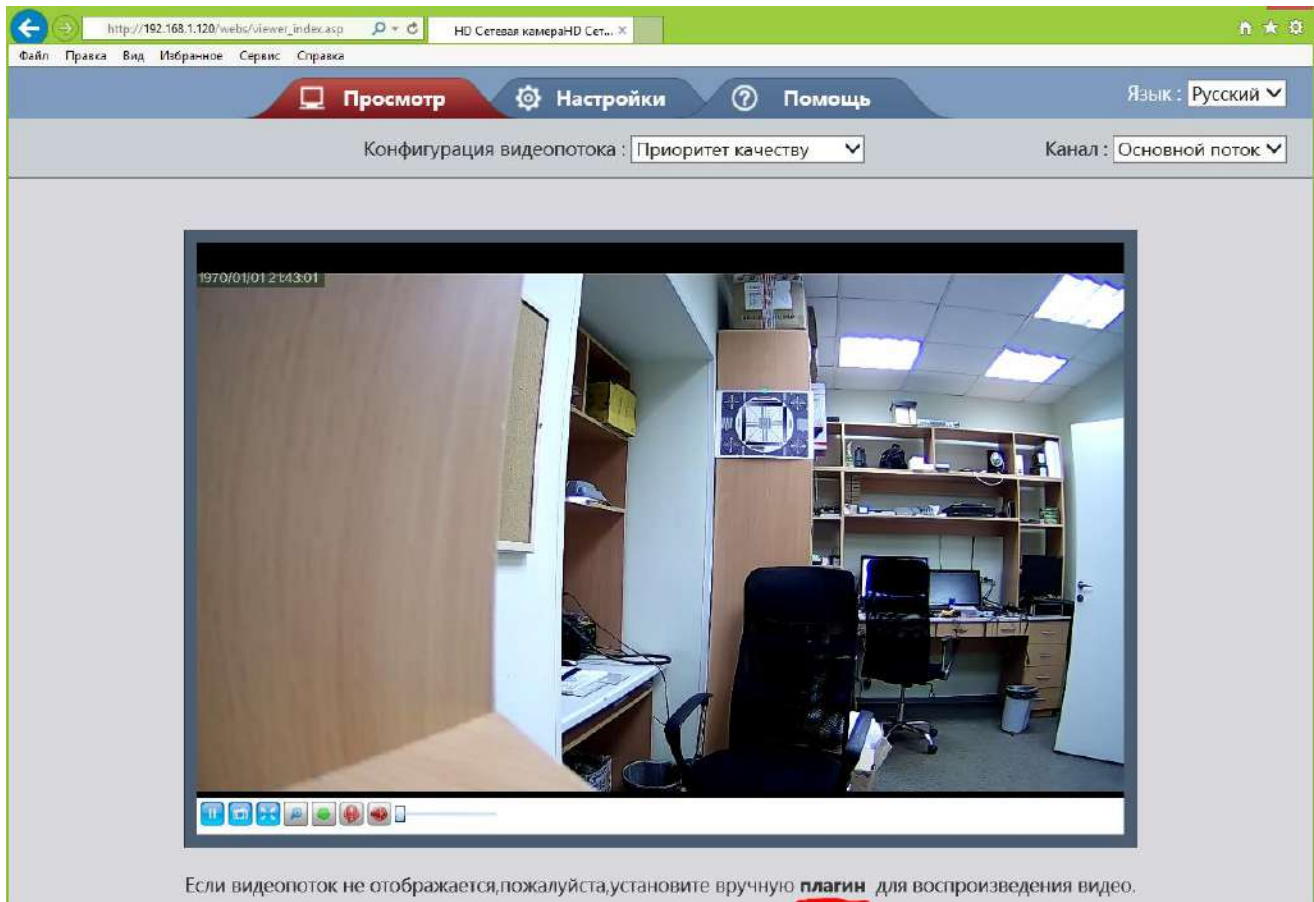 http://192.168.1.120/webs/viewer_index.asp
HD Сетевая камераHD Сет...
Файл Правка Вид Избранное Сервис Справка
Просмотр Настройки Помощь Язык : Русский
Конфигурация видеопотока : Приоритет качеству Канал : Основной поток
1970/01/01 21:43:01
Если видеопоток не отображается,пожалуйста,установите вручную плагин для воспроизведения видео.